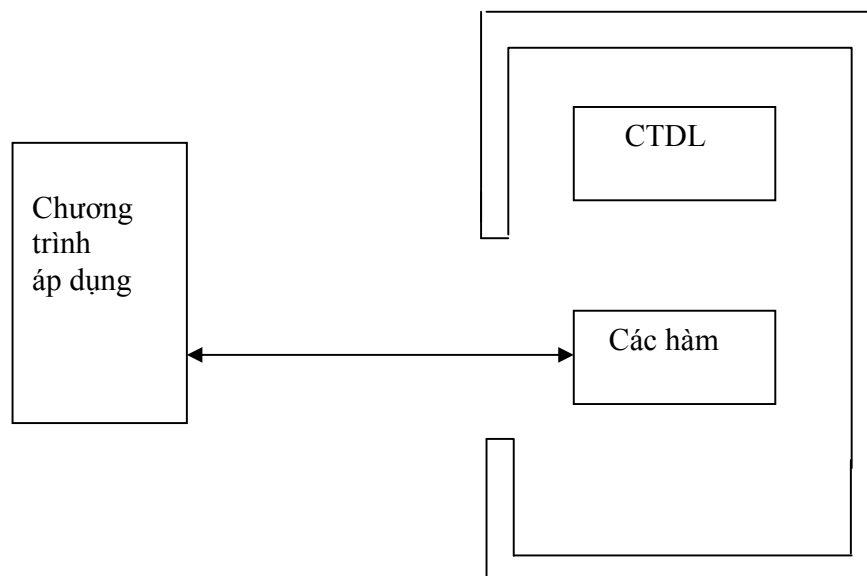 Chương
trình
áp dụng
CTDL
Các hàm